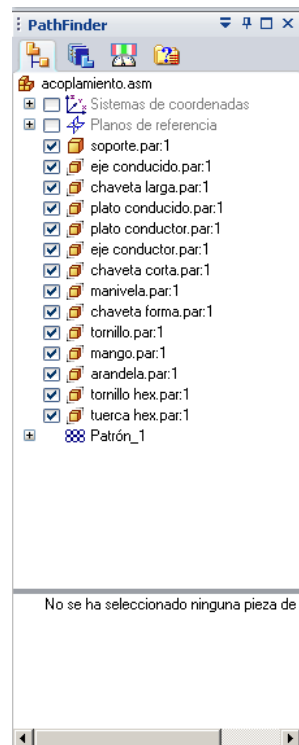 PathFinder
acoplamiento.asm
Sistemas de coordenadas
Planos de referencia
soporte.par:1
eje conducido.par:1
chaveta larga.par:1
plato conducido.par:1
plato conductor.par:1
eje conductor.par:1
chaveta corta.par:1
manivela.par:1
chaveta forma.par:1
tornillo.par:1
mango.par:1
arandela.par:1
tornillo hex.par:1
tuerca hex.par:1
Patrón_1
No se ha seleccionado ninguna pieza de